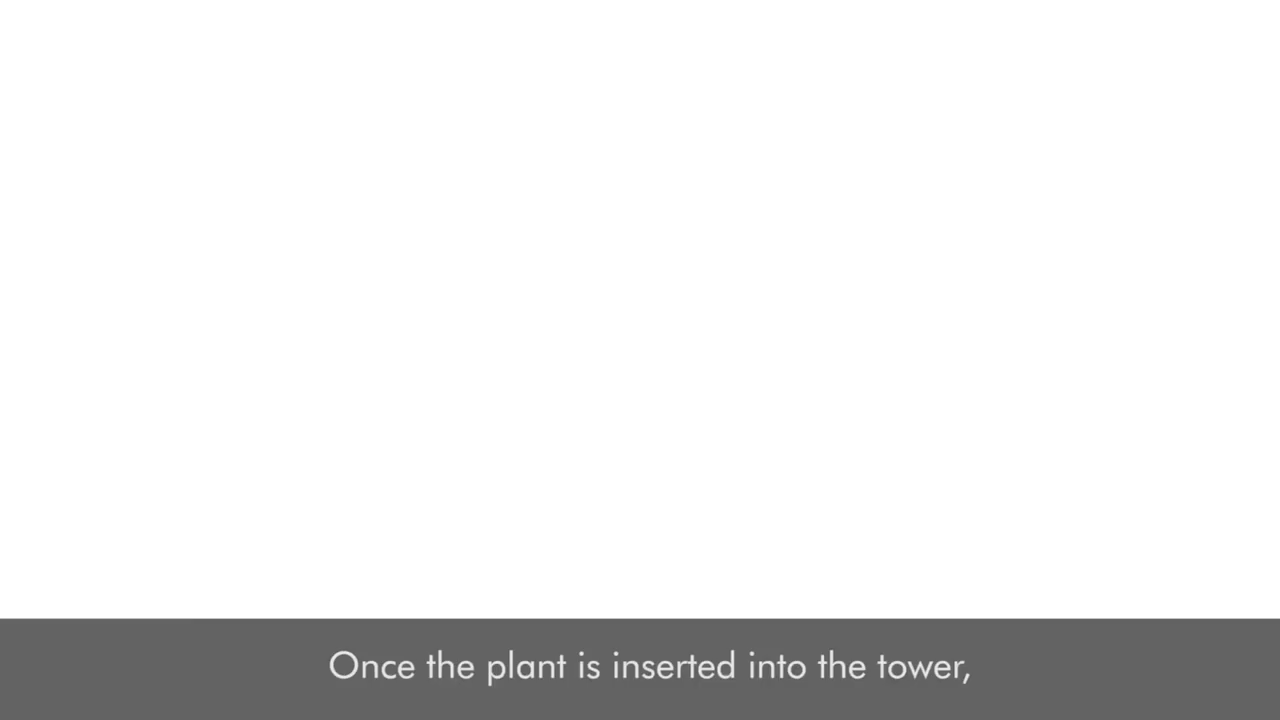 Once the plant is inserted into the tower,